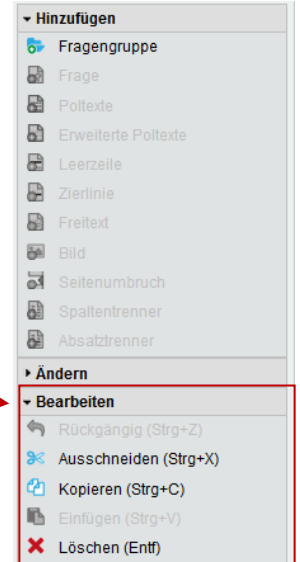 Hinzufügen
Fragengruppe
Frage
Poltexte
Erweiterte Poltexte
Leerzeile
Zierlinie
Freitext
Bild
Seitenumbruch
Spaltentrenner
Absatztrenner
Ändern
Bearbeiten
Rückgängig (Strg+Z)
Ausschneiden (Strg+X)
Kopieren (Strg+C)
Einfügen (Strg+V)
Löschen (Entf)